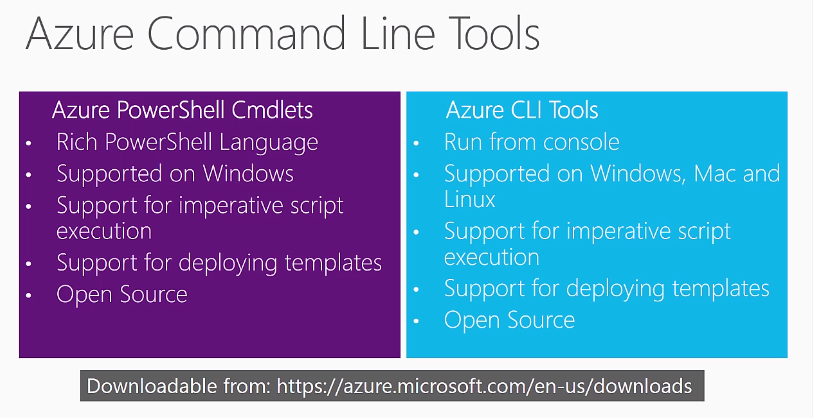 Azure Command Line Tools
Azure PowerShell Cmdlets
• Rich PowerShell Language
• Supported on Windows
• Support for imperative script
execution
• Support for deploying templates
• Open Source
Azure CLI Tools
• Run from console
• Supported on Windows, Mac and
Linux
• Support for imperative script
execution
• Support for deploying templates
• Open Source
Downloadable from: https://azure.microsoft.com/en-us/downloads